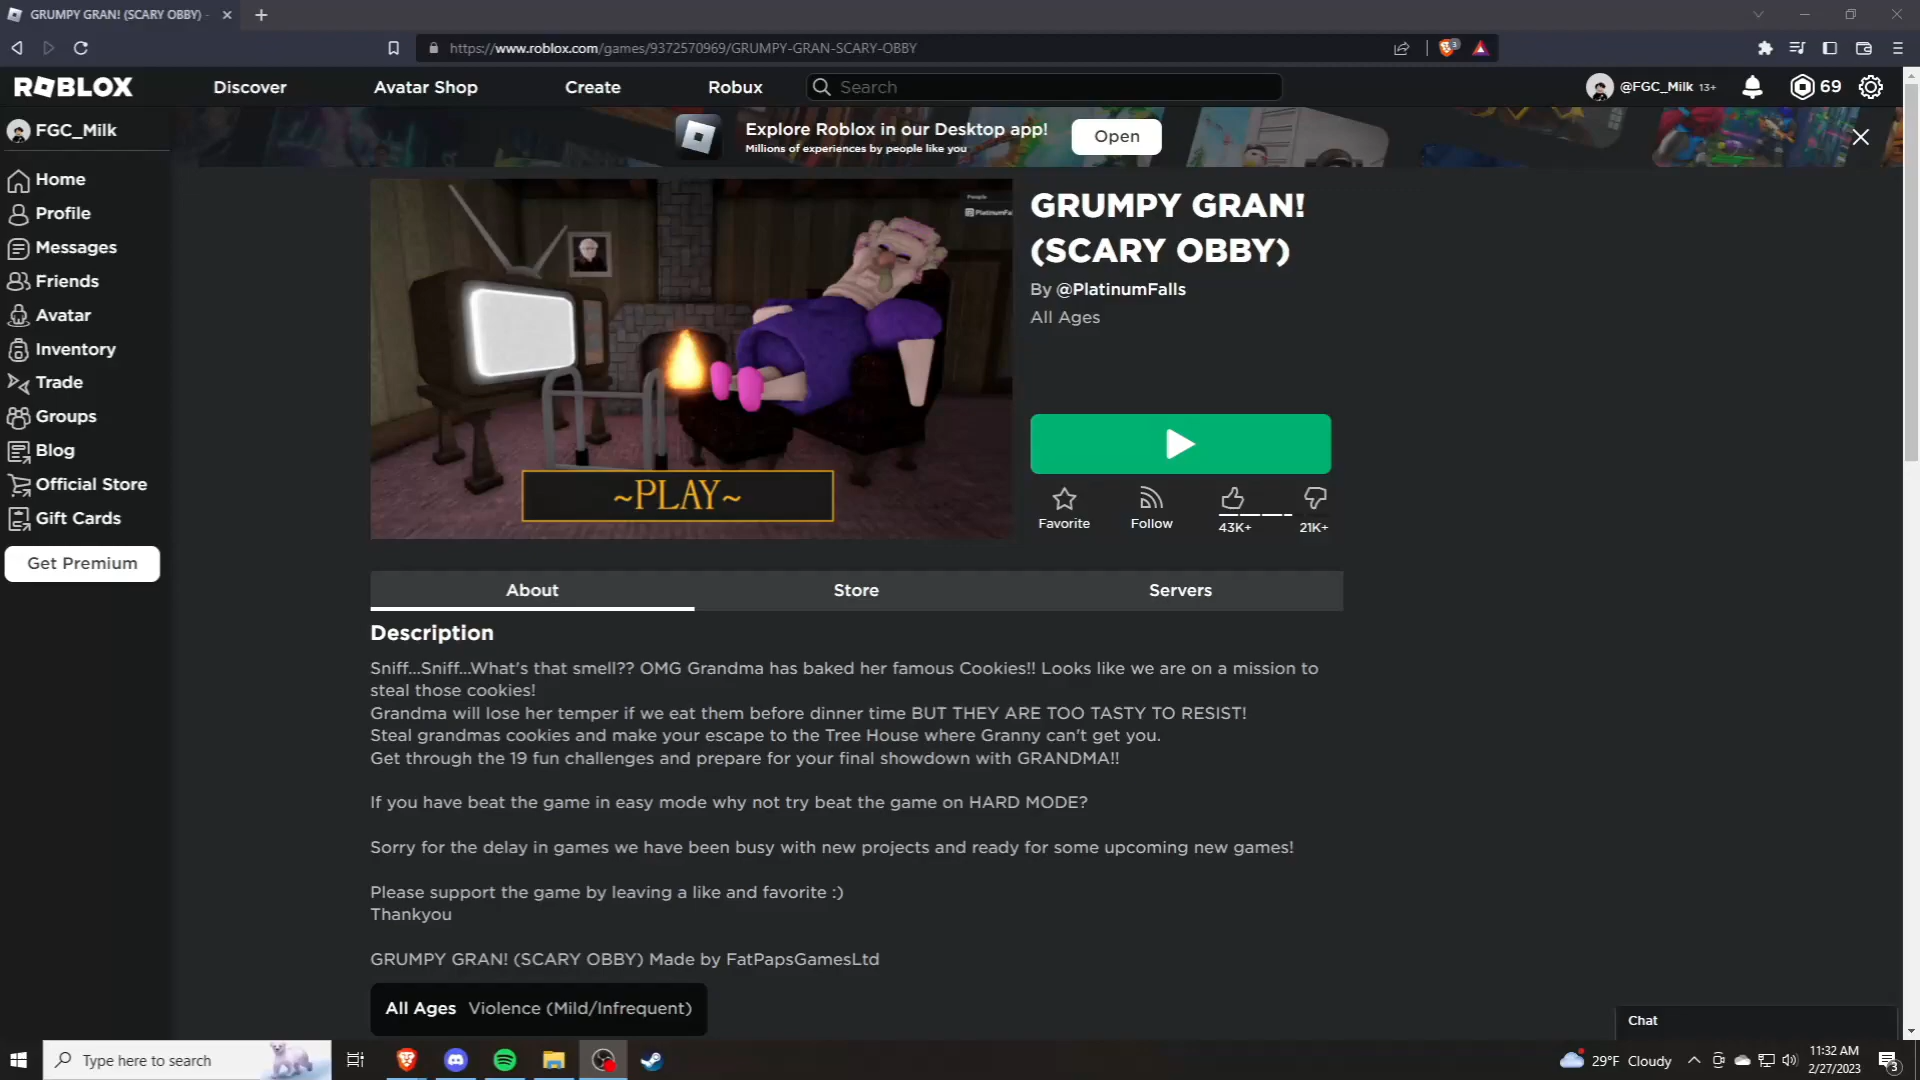 GRUMPY GRAN! (SCARY OBBY) -
https://www.roblox.com/games/9372570969/GRUMPY-GRAN-SCARY-OBBY
3
ROBLOX
Discover
Avatar Shop
Create
Robux
Search
@FGC_Milk 13+
69
FGC_Milk
Explore Roblox in our Desktop app!
Millions of experiences by people like you
Open
Home
Profile
Messages
Friends
Avatar
Inventory
Trade
Groups
Blog
Official Store
Gift Cards
Get Premium
People
PlatinumFa
~PLAY~
GRUMPY GRAN!
(SCARY OBBY)
By @PlatinumFalls
All Ages
Favorite
Follow
43K+
21K+
About
Store
Servers
Description
Sniff...Sniff...What's that smell?? OMG Grandma has baked her famous Cookies!! Looks like we are on a mission to
steal those cookies!
Grandma will lose her temper if we eat them before dinner time BUT THEY ARE TOO TASTY TO RESIST!
Steal grandmas cookies and make your escape to the Tree House where Granny can't get you.
Get through the 19 fun challenges and prepare for your final showdown with GRANDMA!!
If you have beat the game in easy mode why not try beat the game on HARD MODE?
Sorry for the delay in games we have been busy with new projects and ready for some upcoming new games!
Please support the game by leaving a like and favorite :)
Thankyou
GRUMPY GRAN! (SCARY OBBY) Made by FatPapsGamesLtd
All Ages Violence (Mild/Infrequent)
Chat
Type here to search
29°F Cloudy
11:32 AM
2/27/2023
3